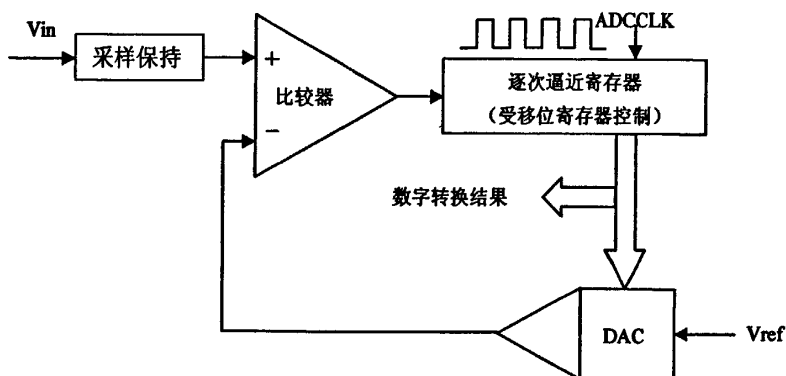 Vin
采样保持
+
比较器
−
ADCCLK
逐次逼近寄存器
（受移位寄存器控制）
数字转换结果
DAC
Vref